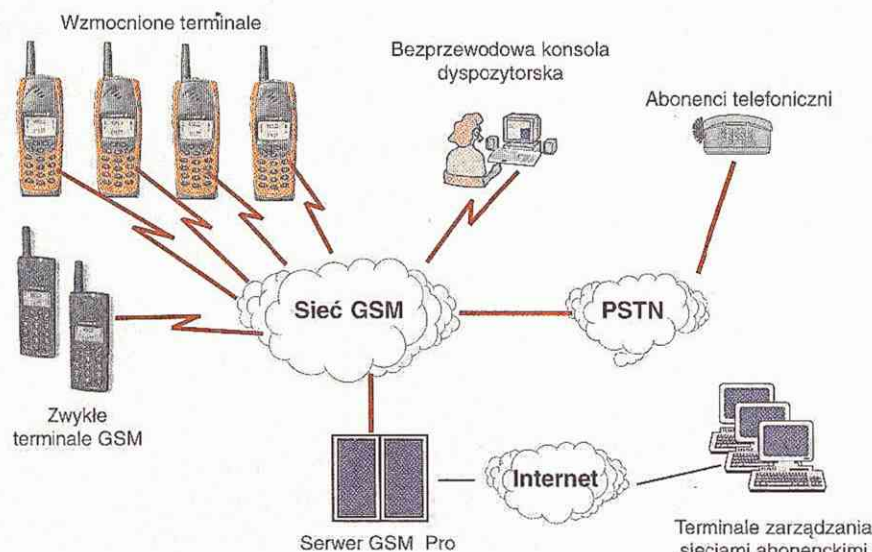 Wzmocnione terminale
Bezprzewodowa konsola
dyspozytorska
Abonenci telefoniczni
Sieć GSM
PSTN
Zwykłe
terminale GSM
Internet
Serwer GSM Pro
Terminale zarządzania
sieciami abonenckimi